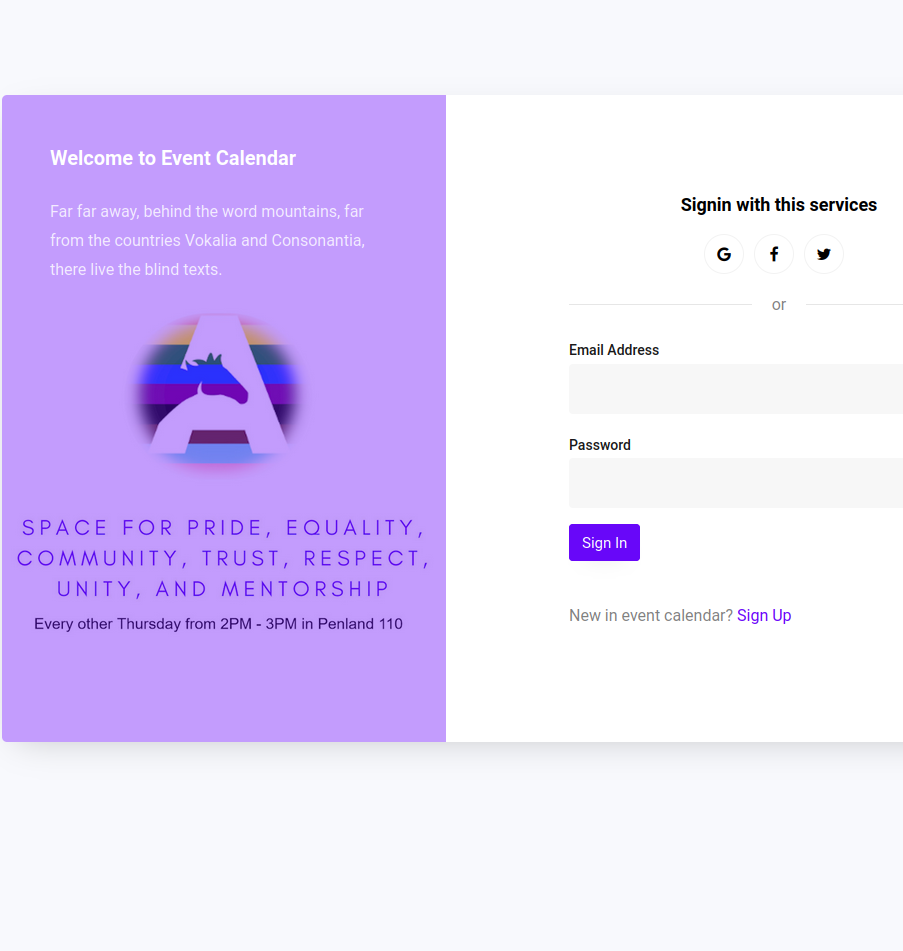 Welcome to Event Calendar
Far far away, behind the word mountains, far
from the countries Vokalia and Consonantia,
there live the blind texts.
A
SPACE FOR PRIDE, EQUALITY,
COMMUNITY, TRUST, RESPECT,
UNITY, AND MENTORSHIP
Every other Thursday from 2PM - 3PM in Penland 110
Signin with this services
or
Email Address
Password
Sign In
New in event calendar? Sign Up